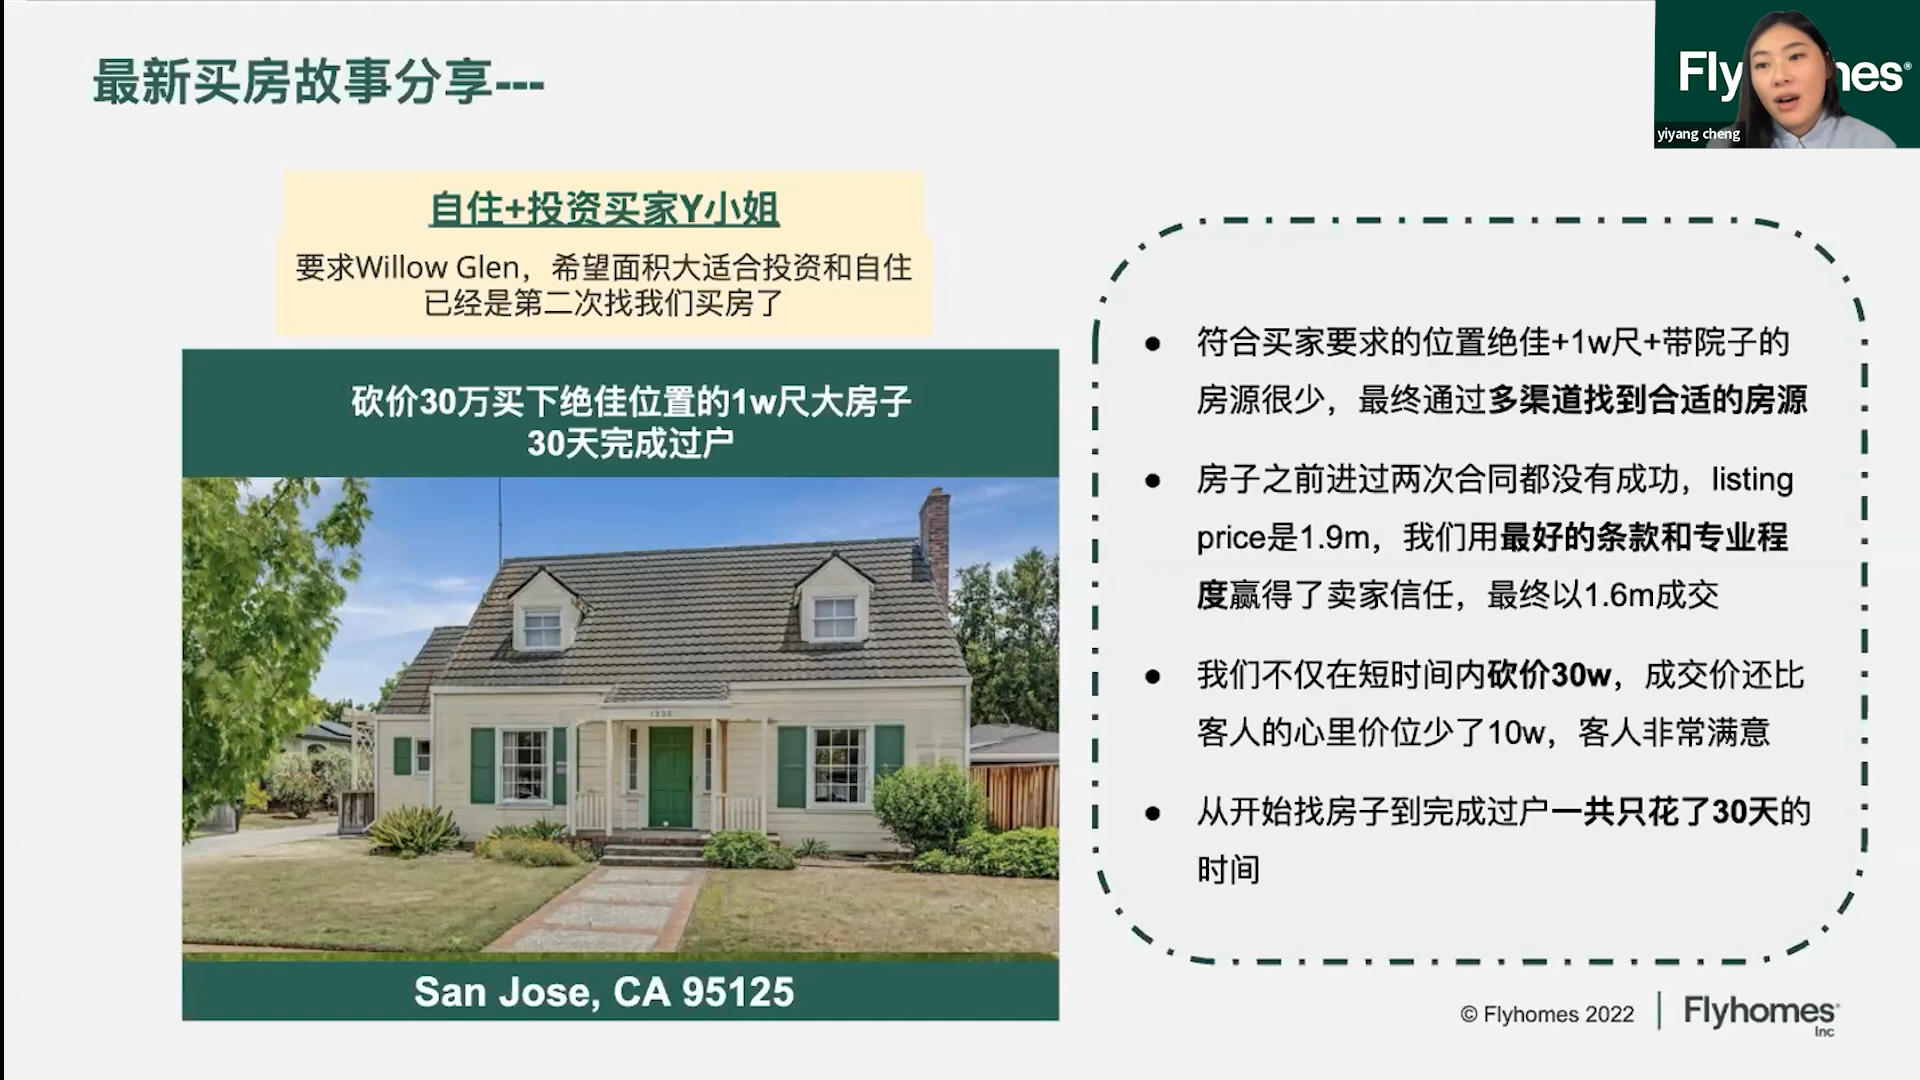 最新买房故事分享---
yiyang cheng
自住+投资买家Y小姐
要求Willow Glen，希望面积大适合投资和自住
已经是第二次找我们买房了
砍价30万买下绝佳位置的1w尺大房子
30天完成过户
San Jose, CA 95125
符合买家要求的位置绝佳+1w尺+带院子的
房源很少，最终通过多渠道找到合适的房源
房子之前进过两次合同都没有成功，listing
price是1.9m，我们用最好的条款和专业程
度赢得了卖家信任，最终以1.6m成交
我们不仅在短时间内砍价30w，成交价还比
客人的心里价位少了10w，客人非常满意
从开始找房子到完成过户一共只花了30天的
时间
© Flyhomes 2022
Flyhomes
Inc